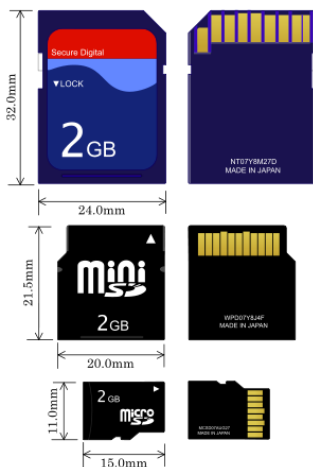 Secure Digital
▼LOCK
2GB
32.0mm
24.0mm
NT07Y8M27D
MADE IN JAPAN
mini
SD
2GB
21.5mm
20.0mm
WPD07Y8J4F
MADE IN JAPAN
2 GB
micro
SD
11.0mm
15.0mm
MADE IN JAPAN